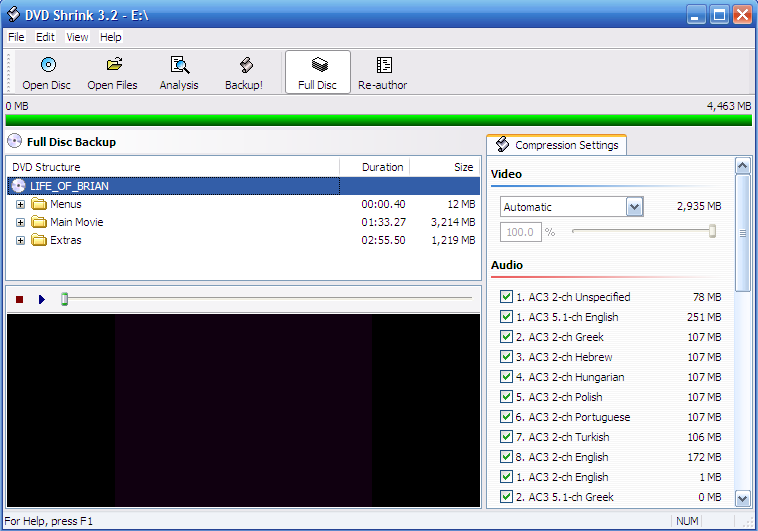 DVD Shrink 3.2 - E:\
File Edit View Help
Open Disc Open Files Analysis Backup! Full Disc Re-author
0 MB 4,463 MB
Full Disc Backup
DVD Structure Duration Size
LIFE_OF_BRIAN
Menus 00:00.40 12 MB
Main Movie 01:33.27 3,214 MB
Extras 02:55.50 1,219 MB
Compression Settings
Video
Automatic 2,935 MB
100.0 %
Audio
1. AC3 2-ch Unspecified 78 MB
1. AC3 5.1-ch English 251 MB
2. AC3 2-ch Greek 107 MB
3. AC3 2-ch Hebrew 107 MB
4. AC3 2-ch Hungarian 107 MB
5. AC3 2-ch Polish 107 MB
6. AC3 2-ch Portuguese 107 MB
7. AC3 2-ch Turkish 106 MB
8. AC3 2-ch English 172 MB
1. AC3 2-ch English 1 MB
2. AC3 5.1-ch Greek 0 MB
For Help, press F1 NUM